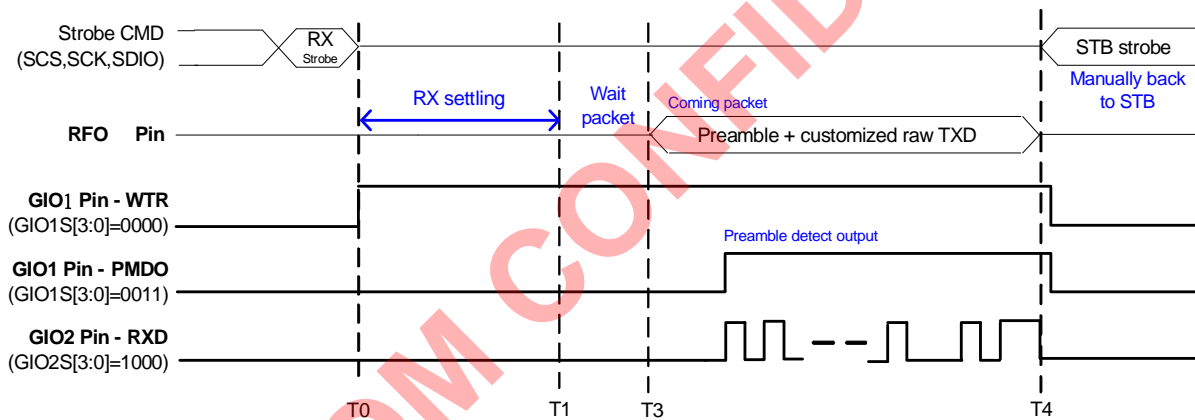 Strobe CMD
(SCS,SCK,SDIO)
RX
Strobe
STB strobe
Manually back
to STB
RX settling
Wait
packet
Coming packet
RFO Pin
Preamble + customized raw TXD
GIO1 Pin - WTR
(GIO1S[3:0]=0000)
Preamble detect output
GIO1 Pin - PMDO
(GIO1S[3:0]=0011)
GIO2 Pin - RXD
(GIO2S[3:0]=1000)
T0
T1
T3
T4
OM CONFID